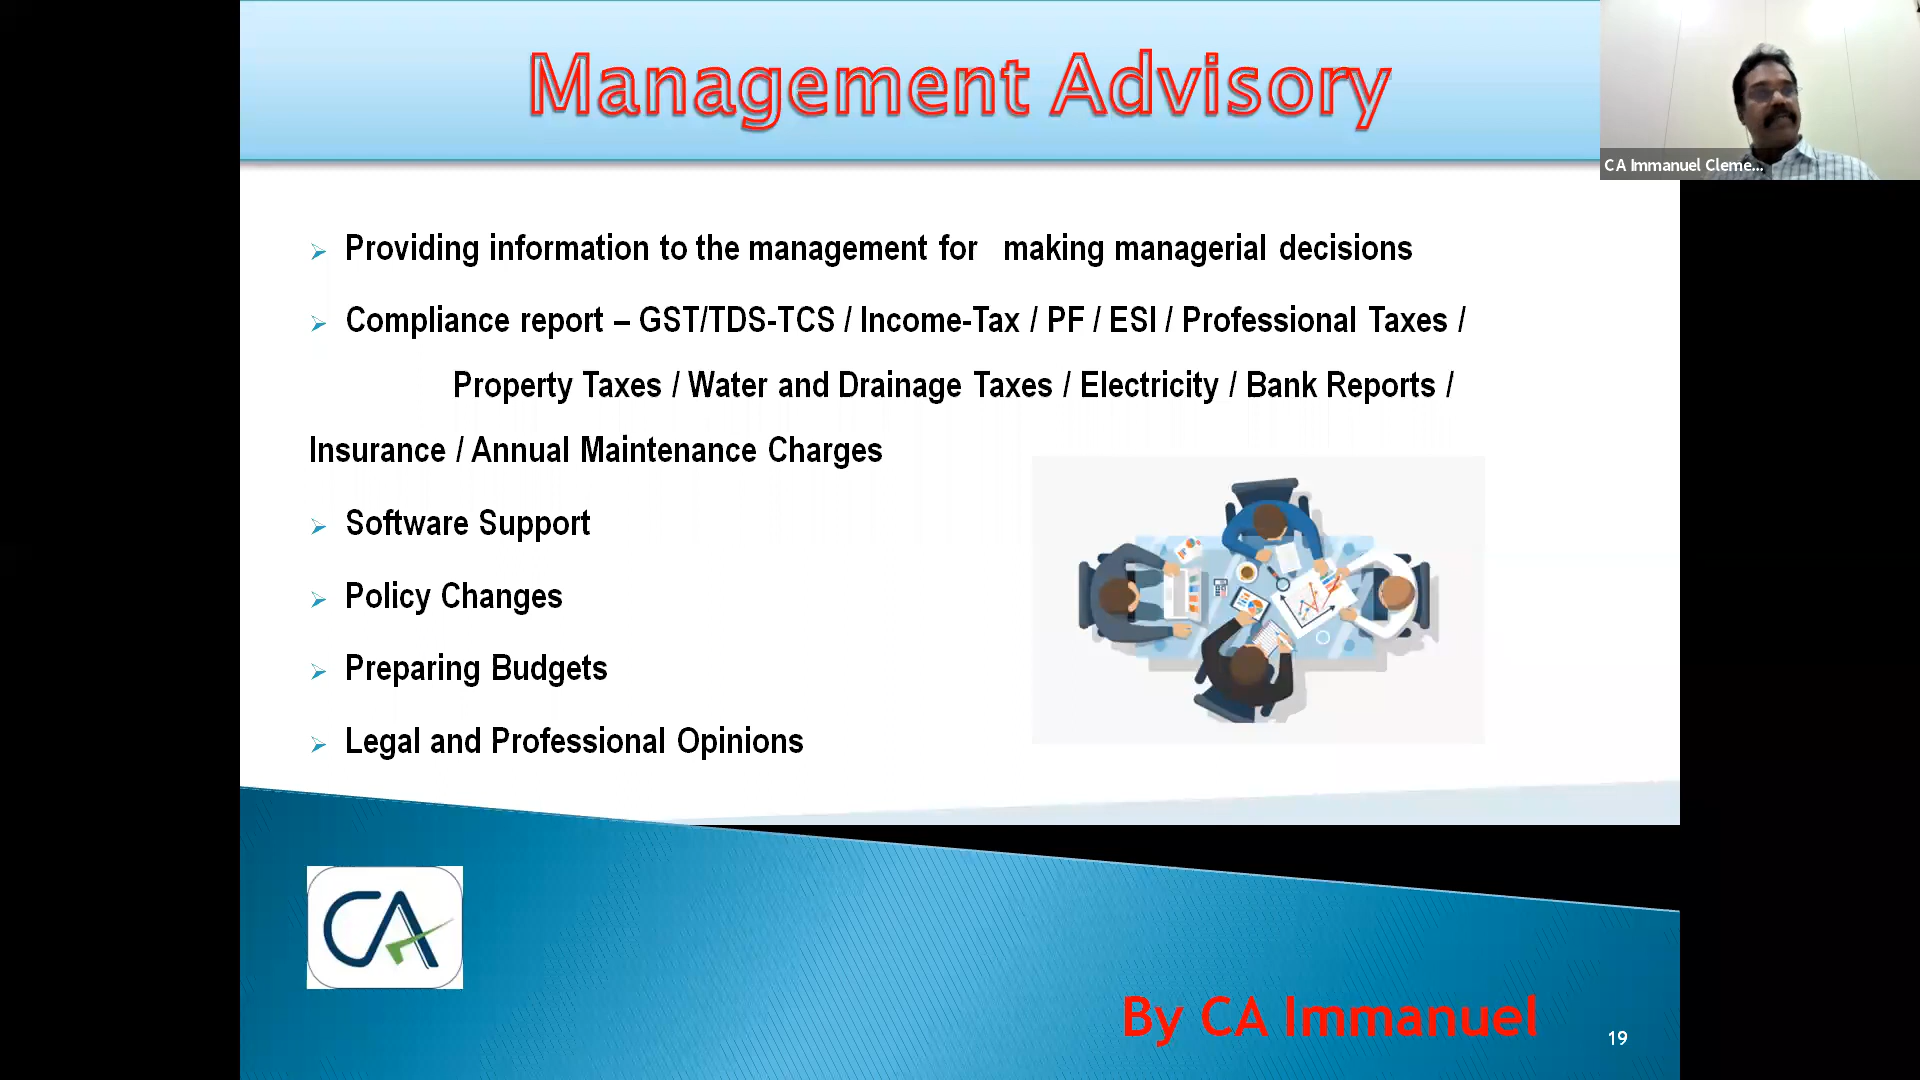 Management Advisory
CA Immanuel Cleme...
Providing information to the management for making managerial decisions
Compliance report – GST/TDS-TCS / Income-Tax / PF / ESI / Professional Taxes /
Property Taxes / Water and Drainage Taxes / Electricity / Bank Reports /
Insurance / Annual Maintenance Charges
Software Support
Policy Changes
Preparing Budgets
Legal and Professional Opinions
CA
By CA Immanuel
19